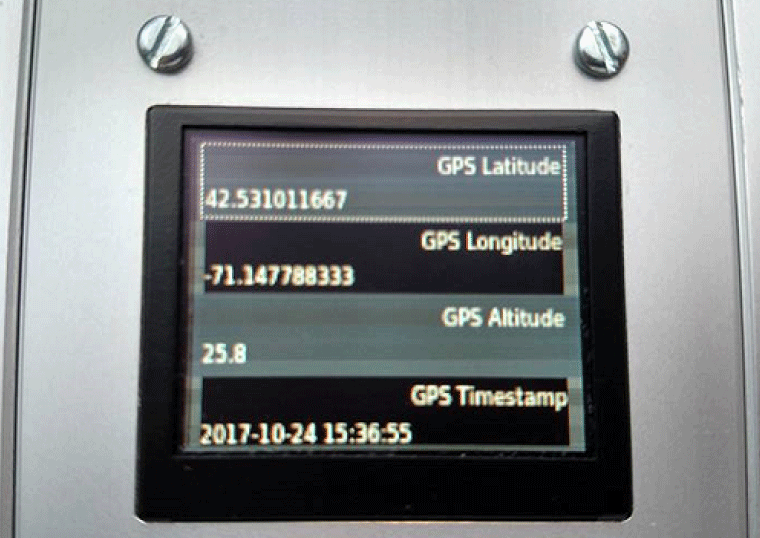 GPS Latitude
42.531011667
GPS Longitude
-71.147788333
GPS Altitude
25.8
GPS Timestamp
2017-10-24 15:36:55